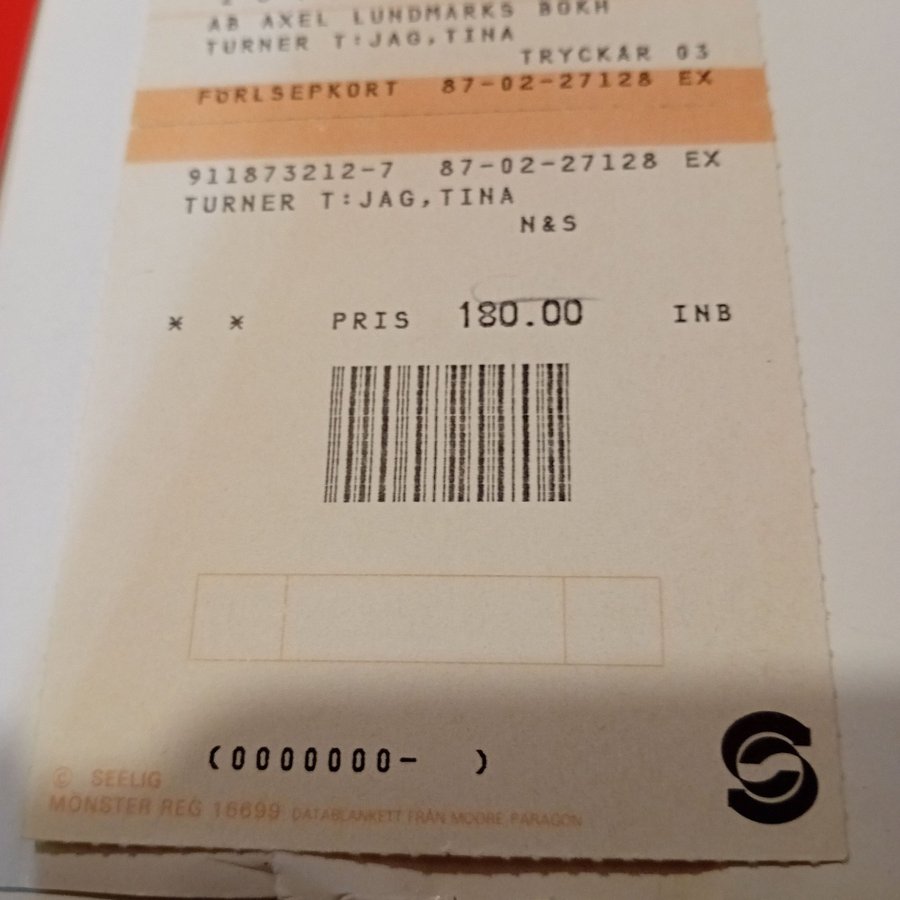 AB AXEL LUNDMARKS BOKH
TURNER T:JAG,TINA
TRYCKÅR 03
FÖRLSEPKORT 87-02-27128 EX
911873212-7 87-02-27128 EX
TURNER T:JAG,TINA
N&S
* * PRIS 180.00 INB
(0000000- )
© SEELIG
MÖNSTER REG 16699 DATABLANKETT FRÅN MOORE PARAGON